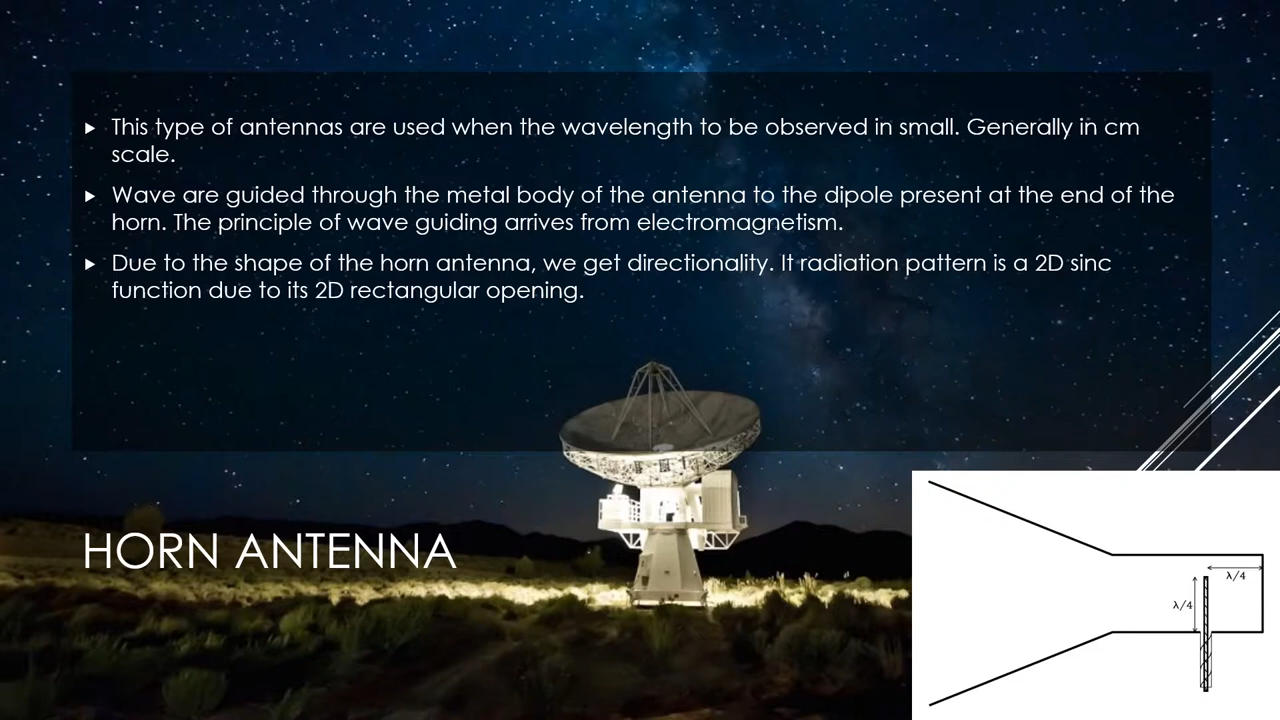 This type of antennas are used when the wavelength to be observed in small. Generally in cm
scale.
Wave are guided through the metal body of the antenna to the dipole present at the end of the
horn. The principle of wave guiding arrives from electromagnetism.
Due to the shape of the horn antenna, we get directionality. It radiation pattern is a 2D sinc
function due to its 2D rectangular opening.
HORN ANTENNA
λ/4
λ/4